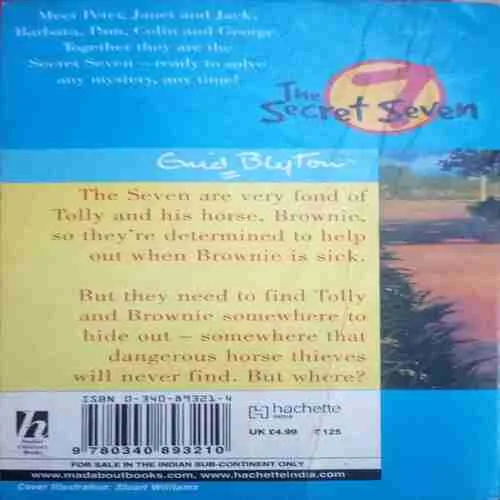 Meet Peter, Janet and Jack,
Barbara, Pam, Colin and George.
Together they are the
Secret Seven – ready to solve
any mystery, any time!
The 7
Secret Seven
Enid Blyton
The Seven are very fond of
Tolly and his horse, Brownie,
so they're determined to help
out when Brownie is sick.
But they need to find Tolly
and Brownie somewhere to
hide out – somewhere that
dangerous horse thieves
will never find. But where?
ISBN 0-340-89321-4
9 780340 893210
h
Hodder
Children's
Books
hachette
INDIA
UK £4.99 ₹125
FOR SALE IN THE INDIAN SUB-CONTINENT ONLY
www.madaboutbooks.com, www.hachetteindia.com
Cover illustration: Stuart Williams